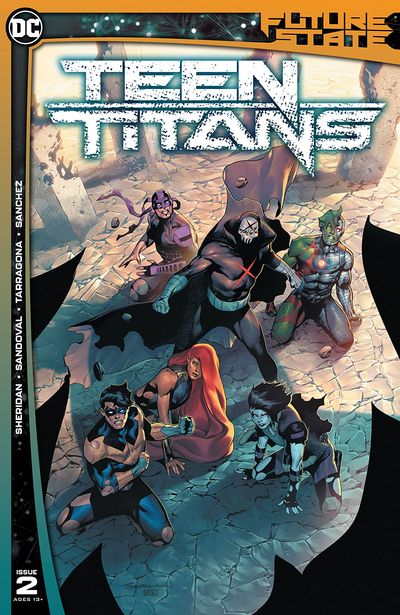 DC
FUTURE
STATE
TEEN
TITANS
SHERIDAN · SANDOVAL · TARRAGONA · SANCHEZ
ISSUE
2
AGES 13+